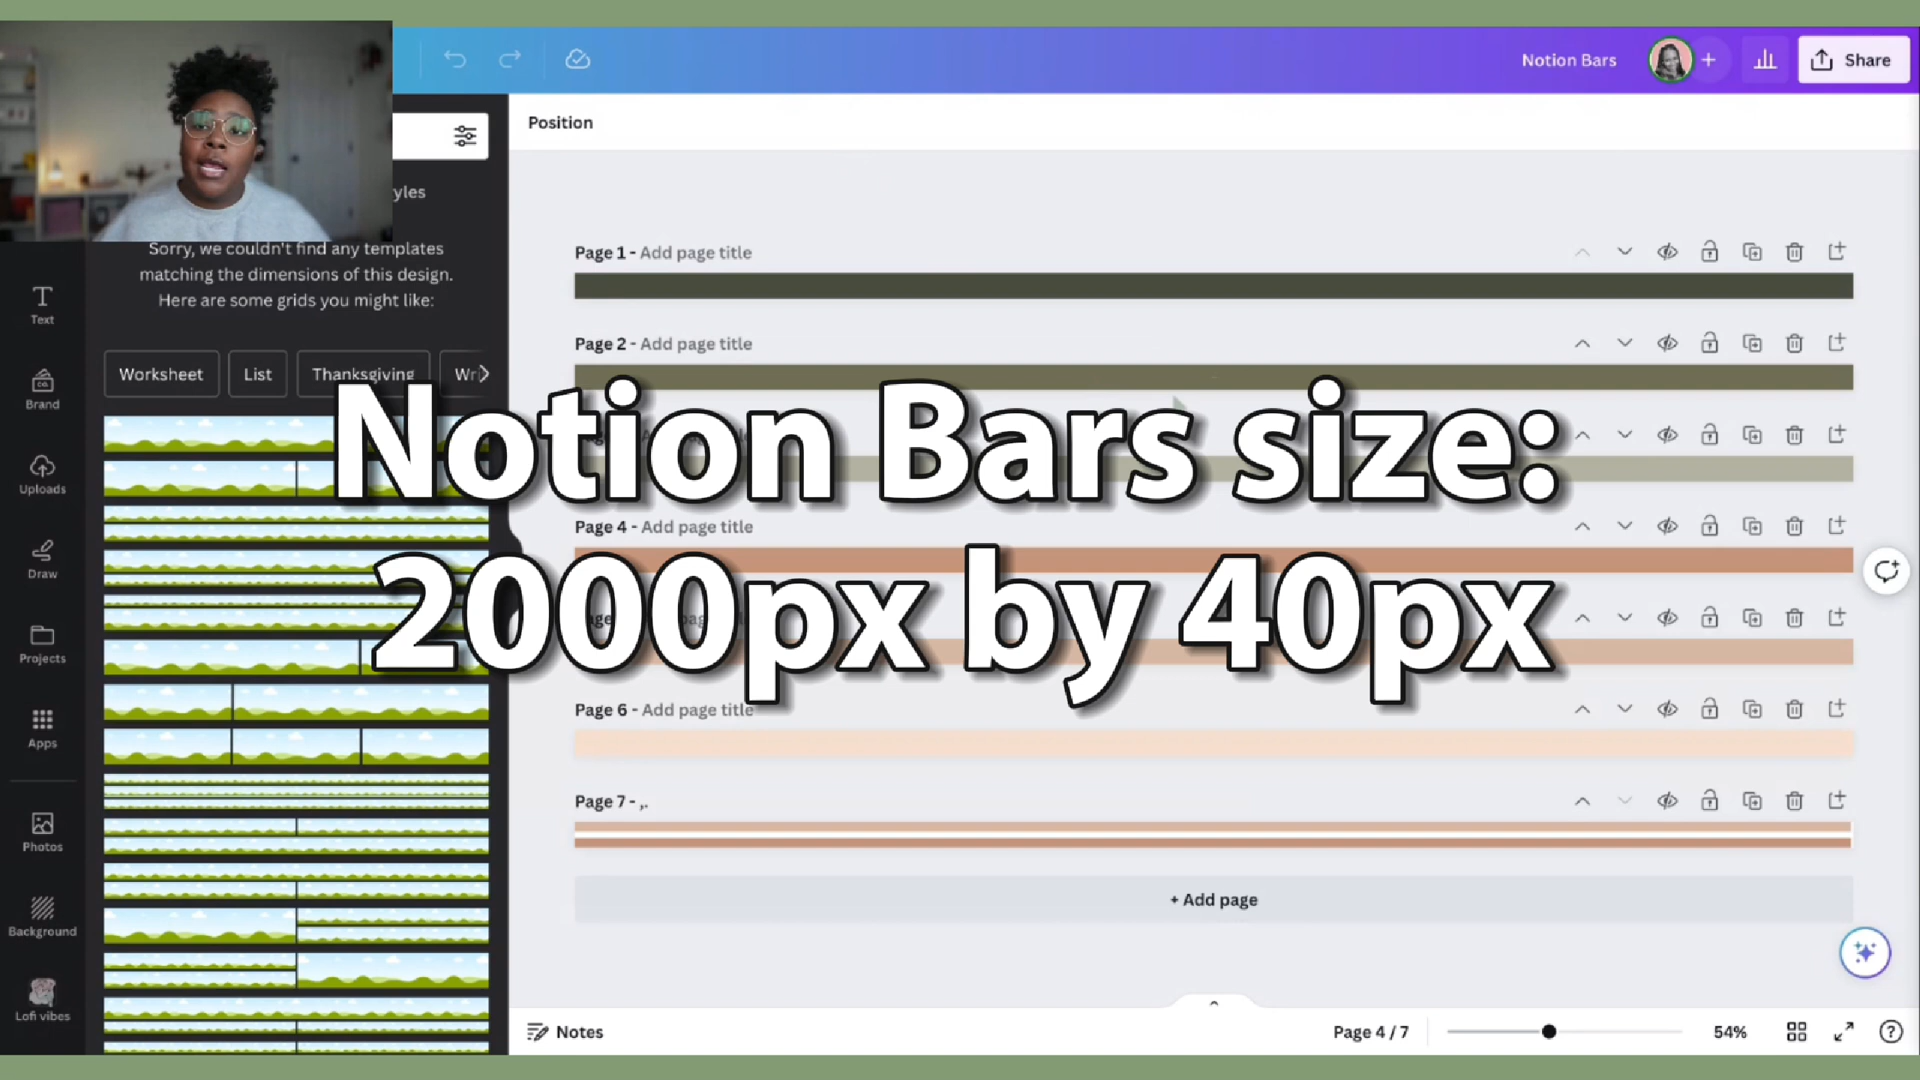 Notion Bars
Share
Position
yles
Sorry, we couldn't find any templates
matching the dimensions of this design.
Here are some grids you might like:
Worksheet
List
Thanksgiving
Wri
Text
Brand
Uploads
Draw
Projects
Apps
Photos
Background
Lofi vibes
Page 1 - Add page title
Page 2 - Add page title
Notion Bars size:
Page 4 - Add page title
2000px by 40px
Page 6 - Add page title
Page 7 - ,.
+ Add page
Notes
Page 4 / 7
54%